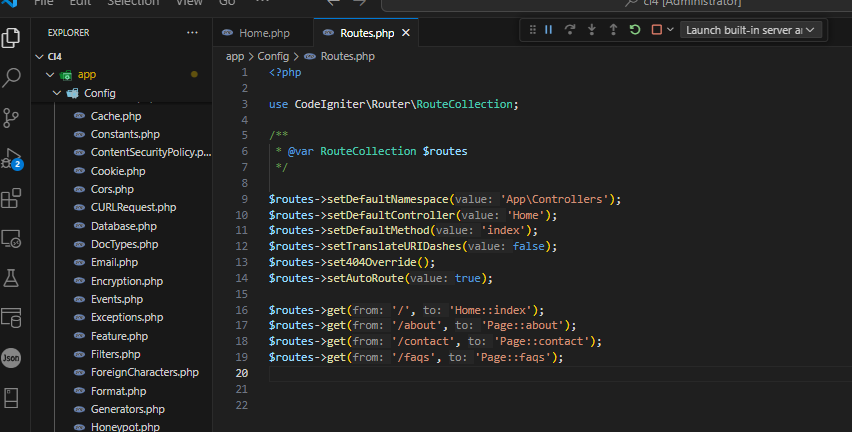 File Edit Selection View Go ... ci4 [Administrator]
EXPLORER ...
Home.php
Routes.php
Launch built-in server ar
CI4
app
Config
Cache.php
Constants.php
ContentSecurityPolicy.p...
Cookie.php
Cors.php
CURLRequest.php
Database.php
DocTypes.php
Email.php
Encryption.php
Events.php
Exceptions.php
Feature.php
Filters.php
ForeignCharacters.php
Format.php
Generators.php
Honeypot.php
2
Json
app > Config > Routes.php
1 <?php
2
3 use CodeIgniter\Router\RouteCollection;
4
5 /**
6 * @var RouteCollection $routes
7 */
8
9 $routes->setDefaultNamespace(value: 'App\Controllers');
10 $routes->setDefaultController(value: 'Home');
11 $routes->setDefaultMethod(value: 'index');
12 $routes->setTranslateURIDashes(value: false);
13 $routes->set404Override();
14 $routes->setAutoRoute(value: true);
15
16 $routes->get(from: '/', to: 'Home::index');
17 $routes->get(from: '/about', to: 'Page::about');
18 $routes->get(from: '/contact', to: 'Page::contact');
19 $routes->get(from: '/faqs', to: 'Page::faqs');
20
21
22